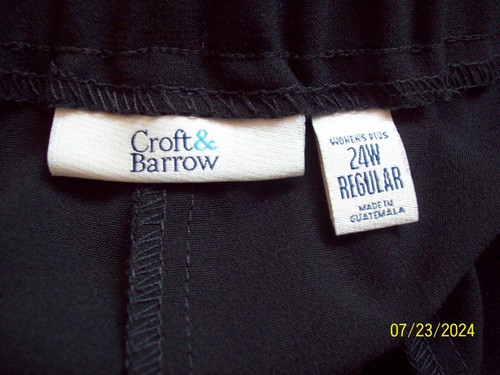 Croft&
Barrow
WOMEN'S PLUS
24W
REGULAR
MADE IN
GUATEMALA
07/23/2024